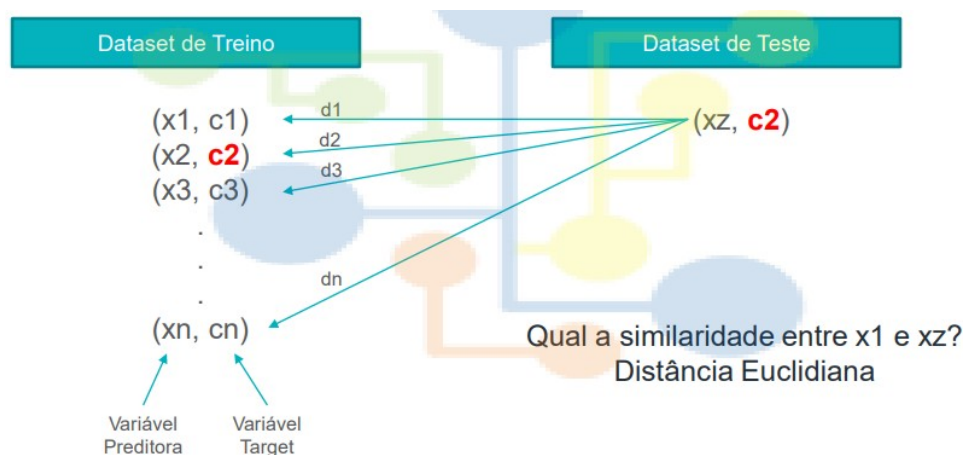 Dataset de Treino
Dataset de Teste
(x1, c1)
d1
(xz, c2)
(x2, c2)
d2
(x3, c3)
d3
.
.
.
dn
(xn, cn)
Qual a similaridade entre x1 e xz?
Distância Euclidiana
Variável
Preditora
Variável
Target